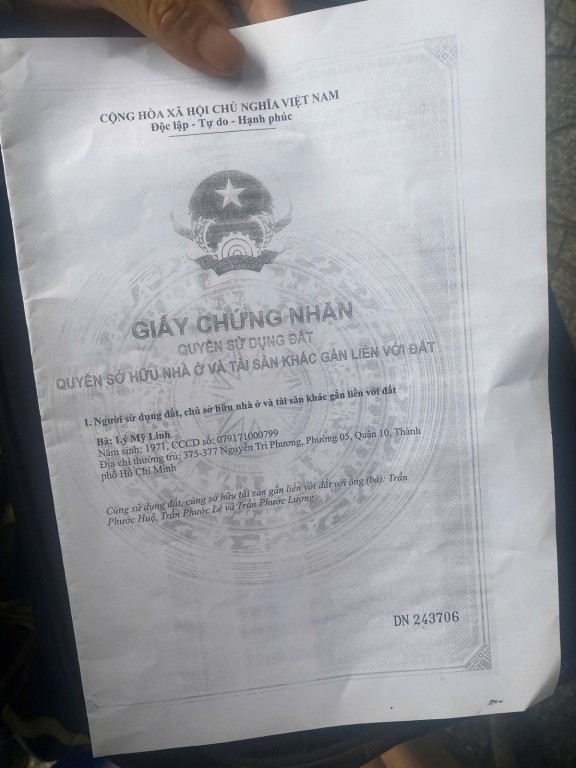 CỘNG HÒA XÃ HỘI CHỦ NGHĨA VIỆT NAM
Độc lập - Tự do - Hạnh phúc
GIẤY CHỨNG NHẬN
QUYỀN SỬ DỤNG ĐẤT
QUYỀN SỞ HỮU NHÀ Ở VÀ TÀI SẢN KHÁC GẮN LIỀN VỚI ĐẤT
I. Người sử dụng đất, chủ sở hữu nhà ở và tài sản khác gắn liền với đất
Bà: Lý Mỹ Linh
Năm sinh: 1971, CCCD số: 079171000799
Địa chỉ thường trú: 375-377 Nguyễn Tri Phương, Phường 05, Quận 10, Thành
phố Hồ Chí Minh
Cùng sử dụng đất, cùng sở hữu tài sản gắn liền với đất với ông (bà): Trần
Phước Huệ, Trần Phước Lệ và Trần Phước Lượng.
DN 243706